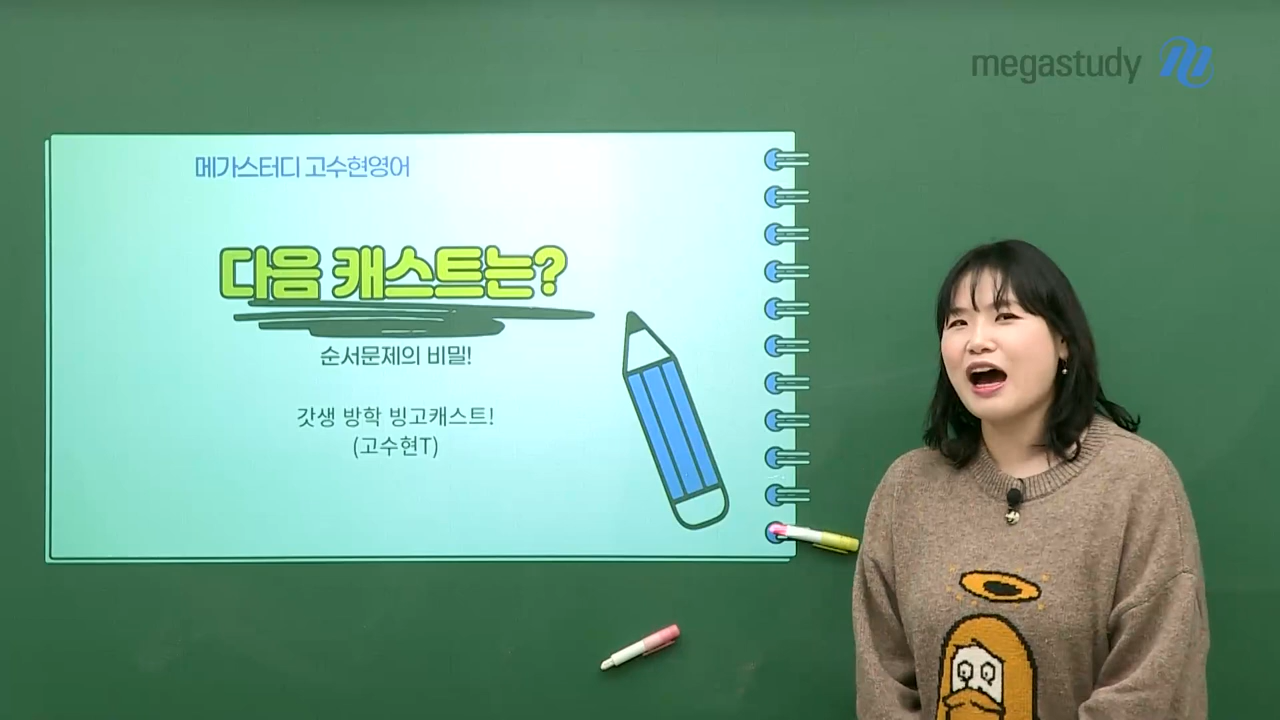 megastudy
메가스터디 고수현영어
다음 캐스트는?
순서문제의 비밀!
갓생 방학 빙고캐스트!
(고수현T)